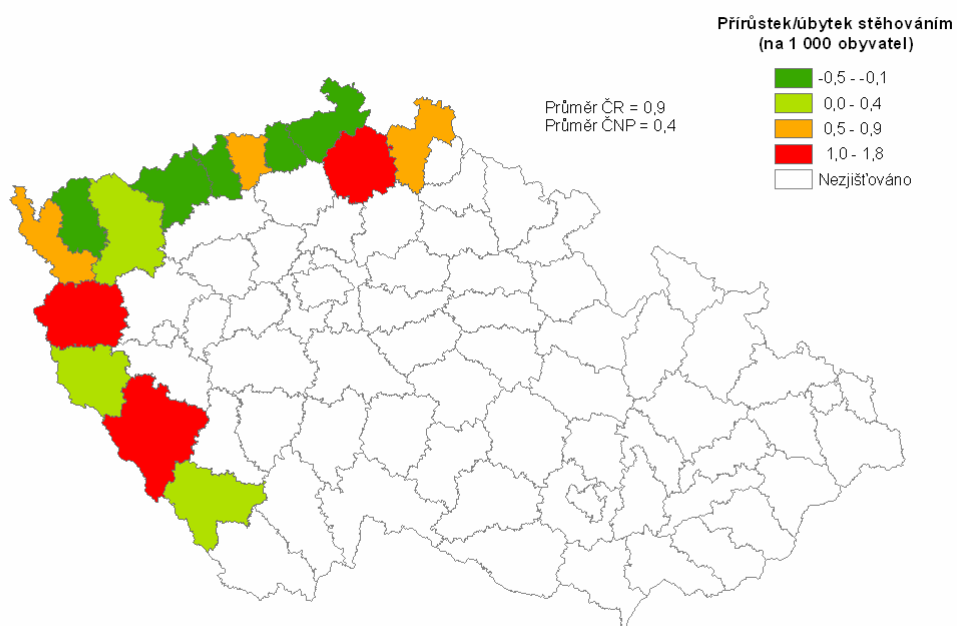 Přírůstek/úbytek stěhováním
(na 1 000 obyvatel)
-0,5 - -0,1
0,0 - 0,4
0,5 - 0,9
1,0 - 1,8
Nezjišťováno
Průměr ČR = 0,9
Průměr ČNP = 0,4